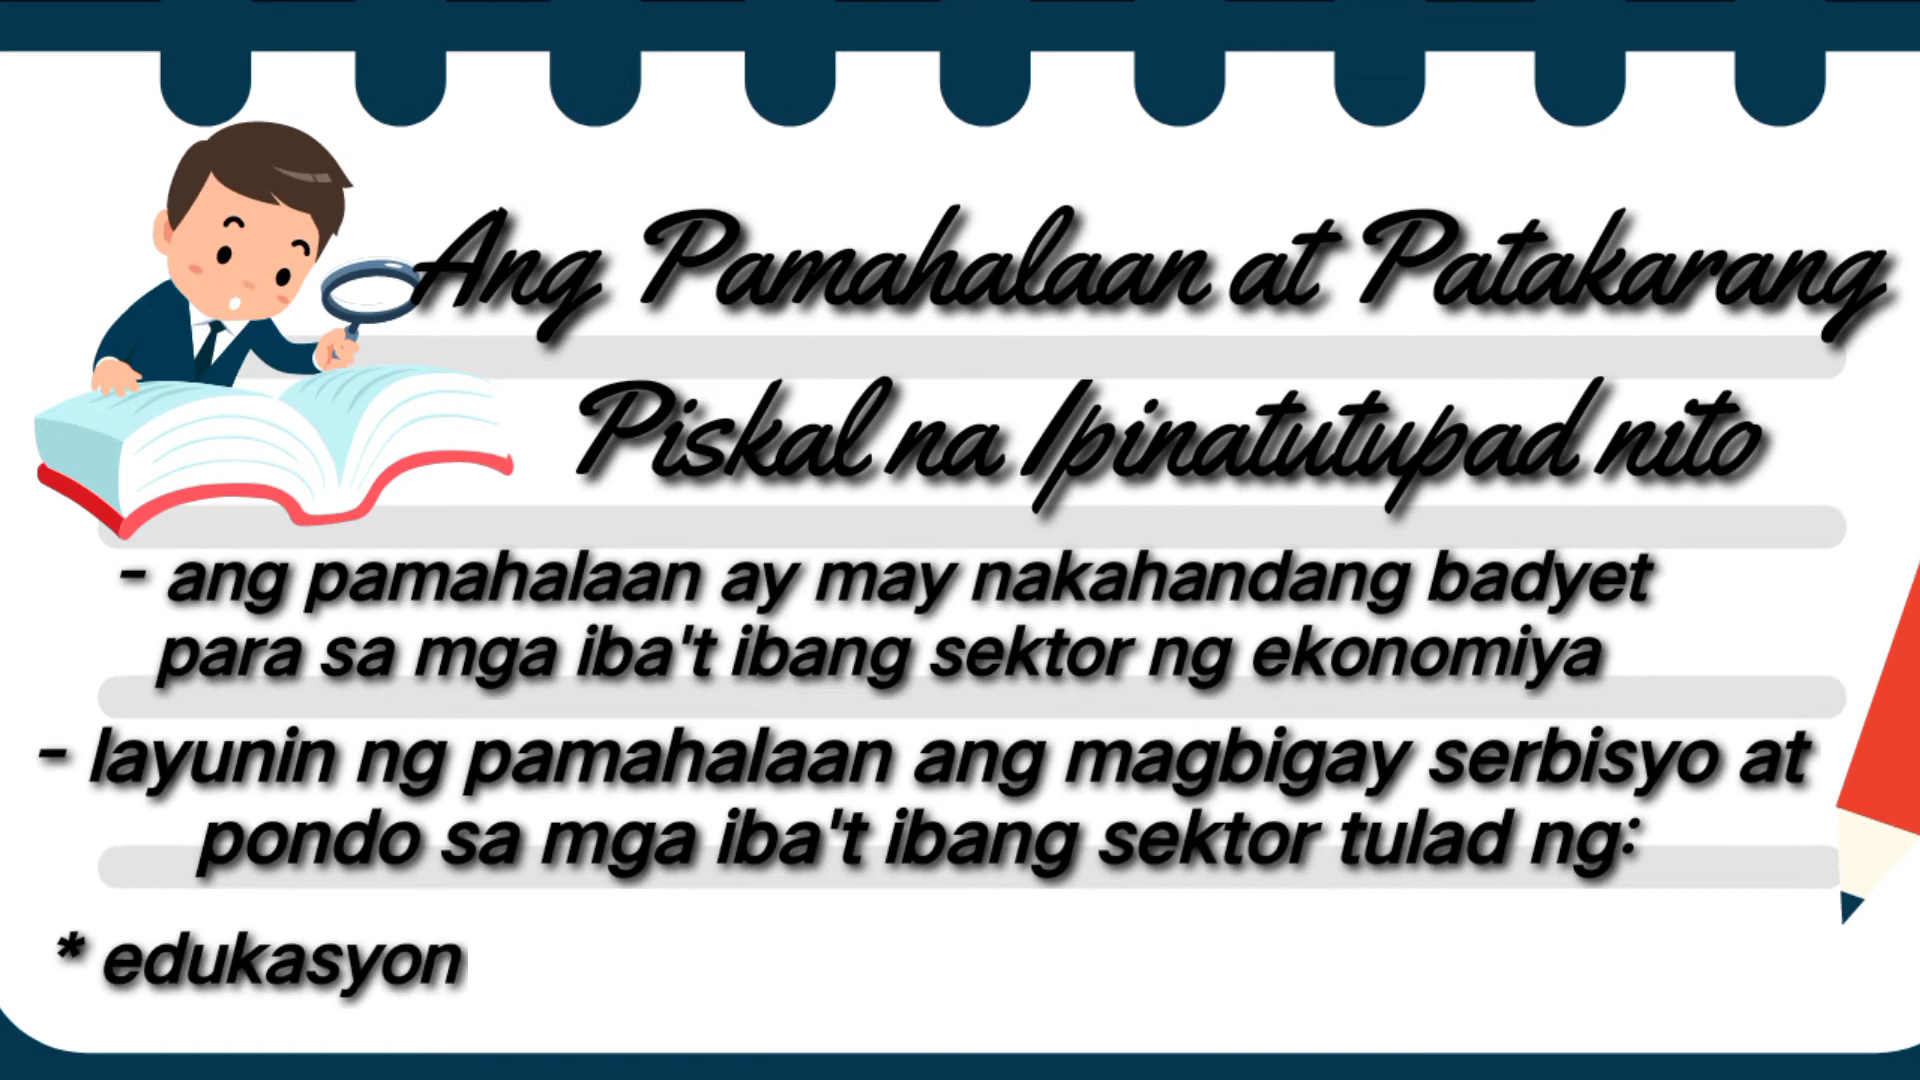 Ang Pamahalaan at Patakarang
Piskal na Ipinatutupad nito
- ang pamahalaan ay may nakahandang badyet
para sa mga iba't ibang sektor ng ekonomiya
- layunin ng pamahalaan ang magbigay serbisyo at
pondo sa mga iba't ibang sektor tulad ng:
* edukasyon